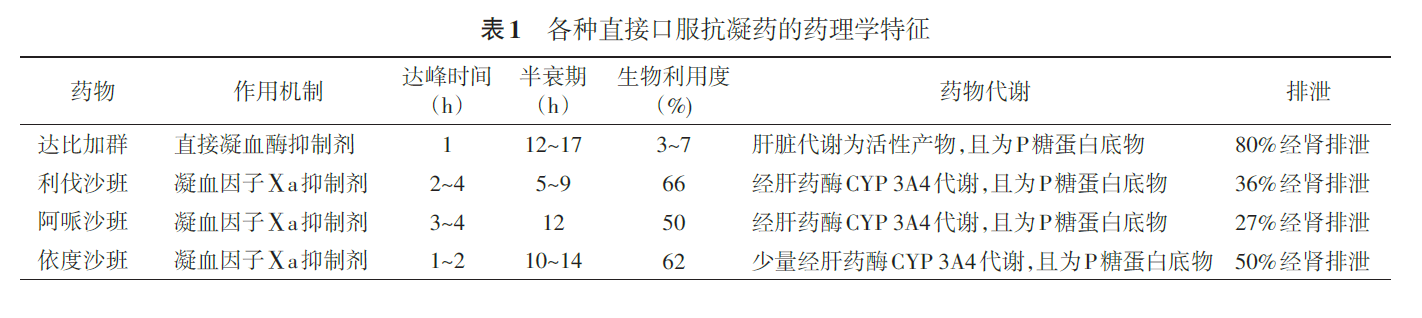 表1 各种直接口服抗凝药的药理学特征
药物 作用机制 达峰时间(h) 半衰期(h) 生物利用度(%) 药物代谢 排泄
达比加群 直接凝血酶抑制剂 1 12~17 3~7 肝脏代谢为活性产物,且为P糖蛋白底物 80%经肾排泄
利伐沙班 凝血因子Ⅹa抑制剂 2~4 5~9 66 经肝药酶CYP 3A4代谢,且为P糖蛋白底物 36%经肾排泄
阿哌沙班 凝血因子Ⅹa抑制剂 3~4 12 50 经肝药酶CYP 3A4代谢,且为P糖蛋白底物 27%经肾排泄
依度沙班 凝血因子Ⅹa抑制剂 1~2 10~14 62 少量经肝药酶CYP 3A4代谢,且为P糖蛋白底物 50%经肾排泄